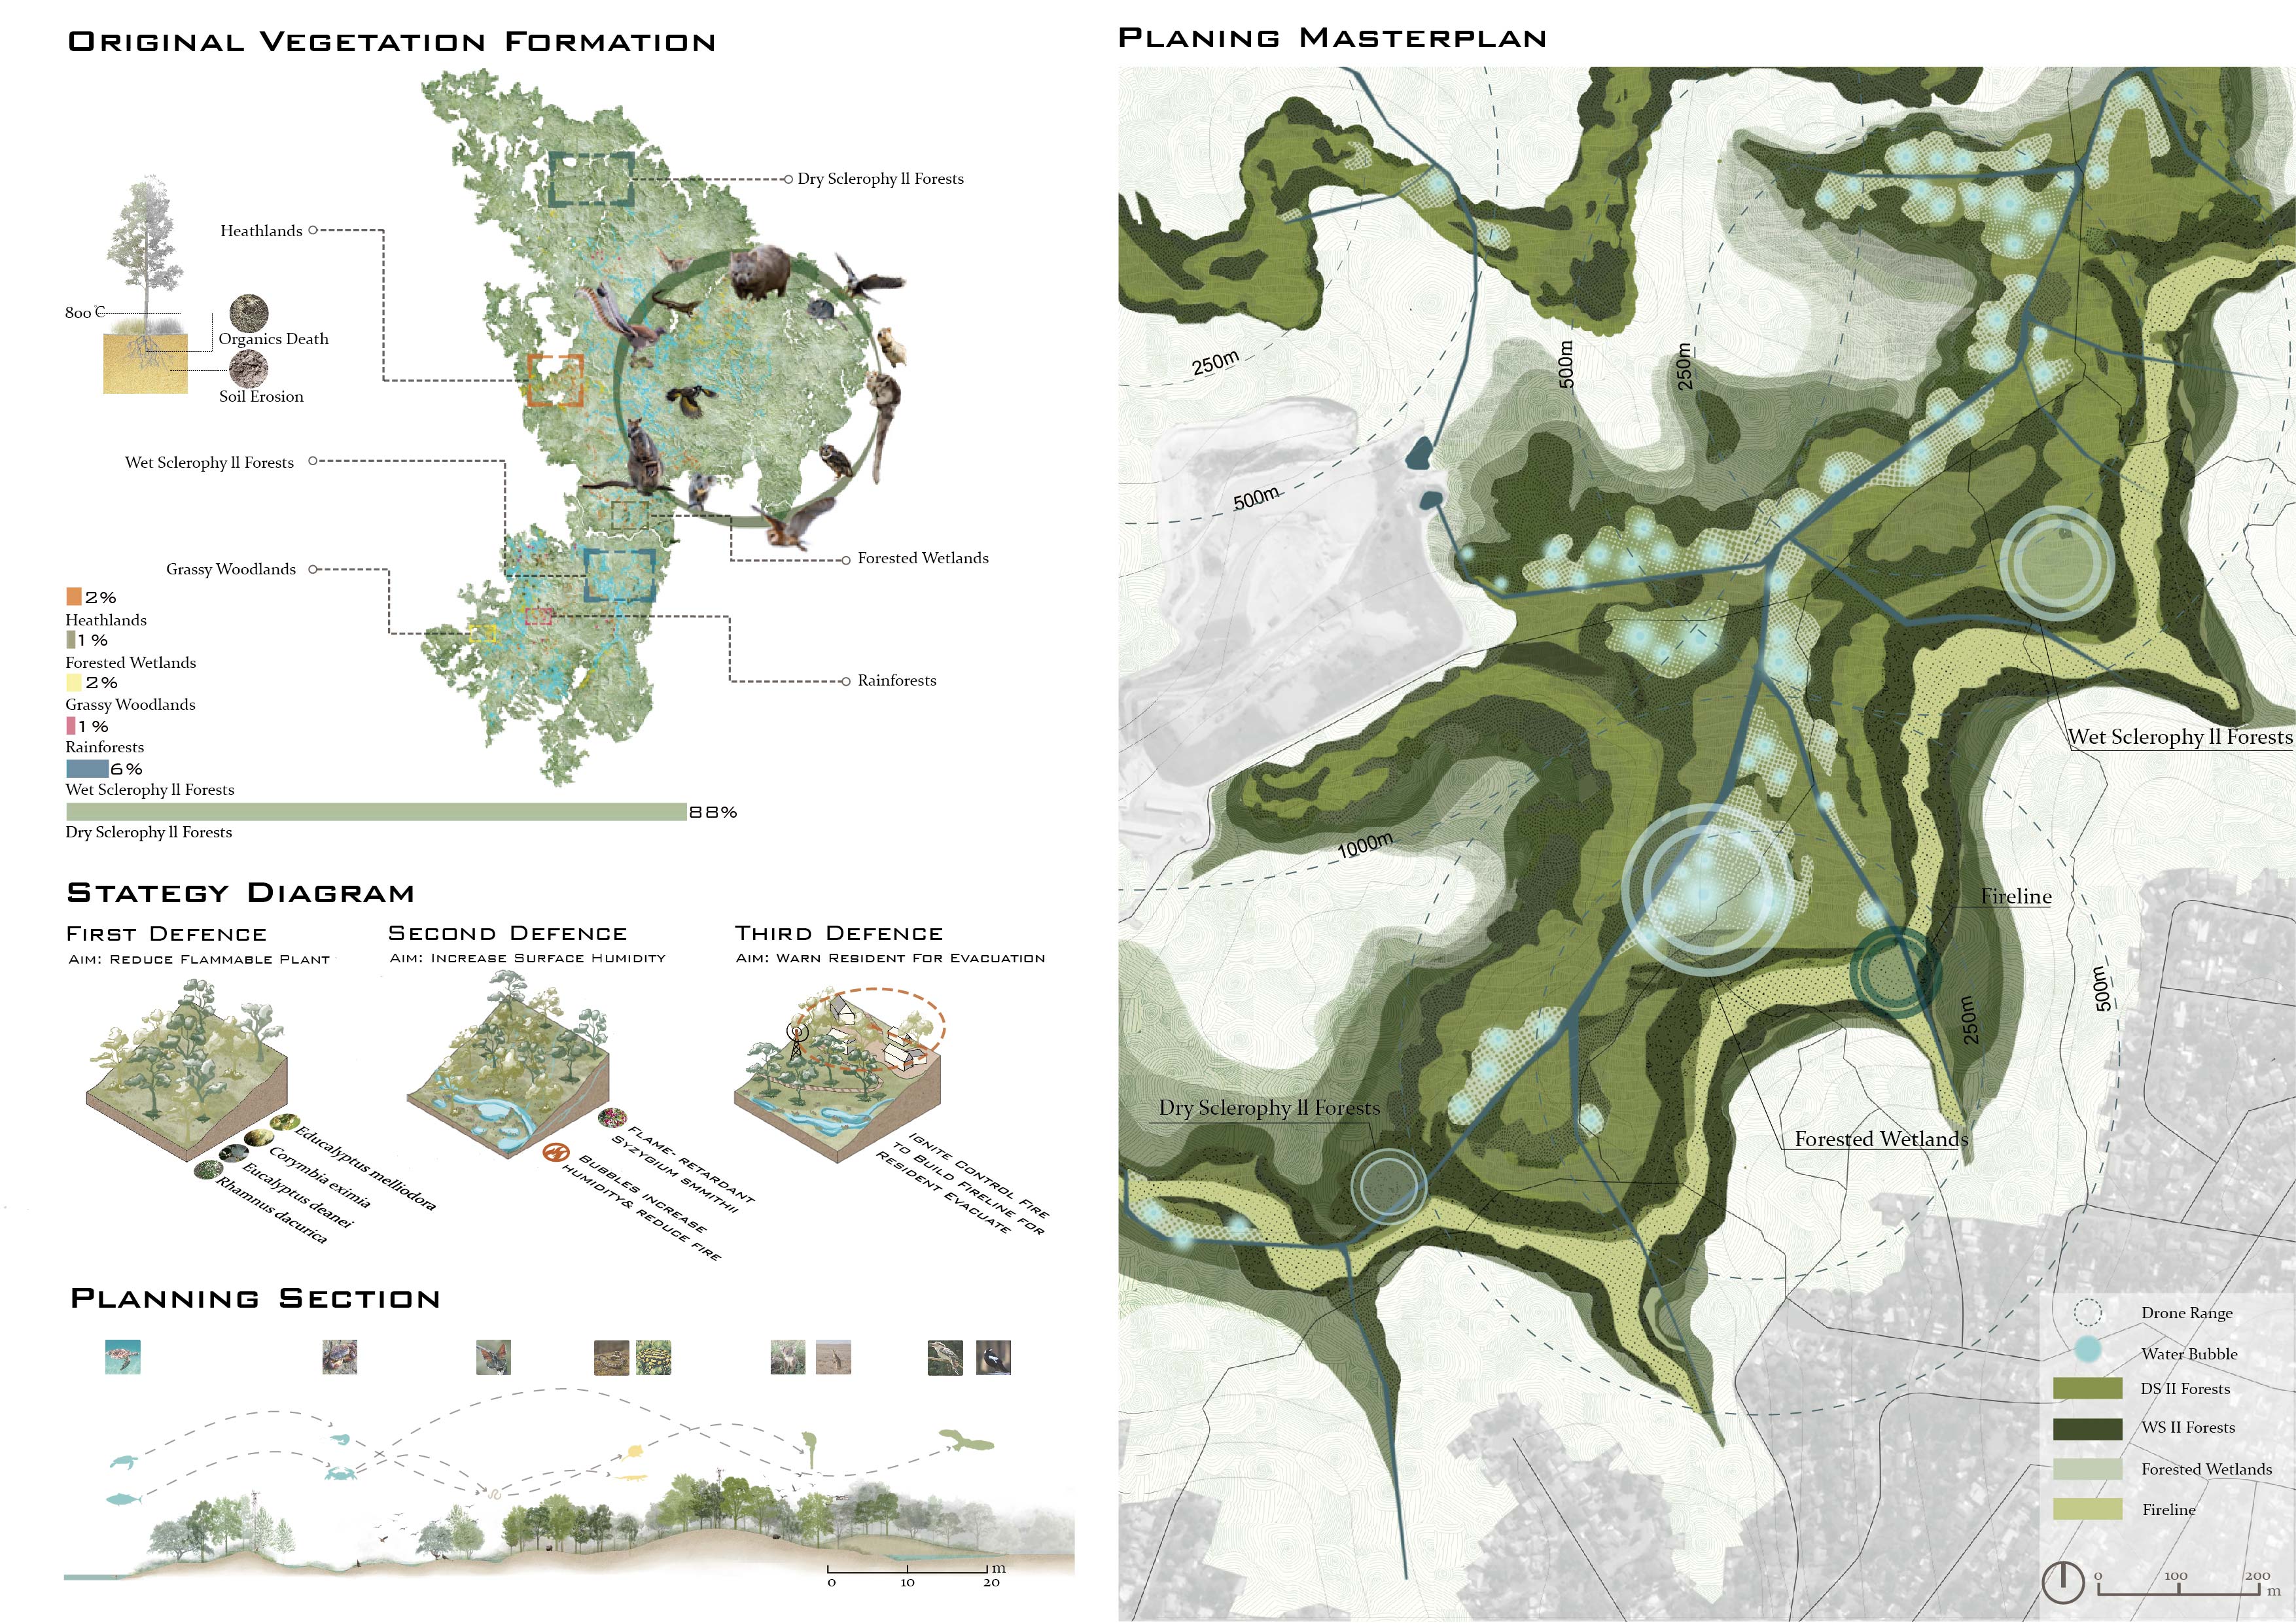 ORIGINAL VEGETATION FORMATION
Dry Sclerophy ll Forests
Heathlands
800℃
Organics Death
Soil Erosion
Wet Sclerophy ll Forests
Forested Wetlands
Grassy Woodlands
Rainforests
2%
Heathlands
1%
Forested Wetlands
2%
Grassy Woodlands
1%
Rainforests
6%
Wet Sclerophy ll Forests
88%
Dry Sclerophy ll Forests
STATEGY DIAGRAM
FIRST DEFENCE
AIM: REDUCE FLAMMABLE PLANT
Educalyptus melliodora
Corymbia eximia
Eucalyptus deanei
Rhamnus dacurica
SECOND DEFENCE
AIM: INCREASE SURFACE HUMIDITY
FLAME- RETARDANT
SYZYGIUM SMMITHII
BUBBLES INCREASE
HUMIDITY& REDUCE FIRE
THIRD DEFENCE
AIM: WARN RESIDENT FOR EVACUATION
IGNITE CONTROL FIRE
TO BUILD FIRELINE FOR
RESIDENT EVACUATE
PLANNING SECTION
m
0 10 20
PLANING MASTERPLAN
250m
500m
250m
500m
Wet Sclerophy ll Forests
1000m
Fireline
500m
250m
Dry Sclerophy ll Forests
Forested Wetlands
Drone Range
Water Bubble
DS II Forests
WS II Forests
Forested Wetlands
Fireline
0 100 200
m